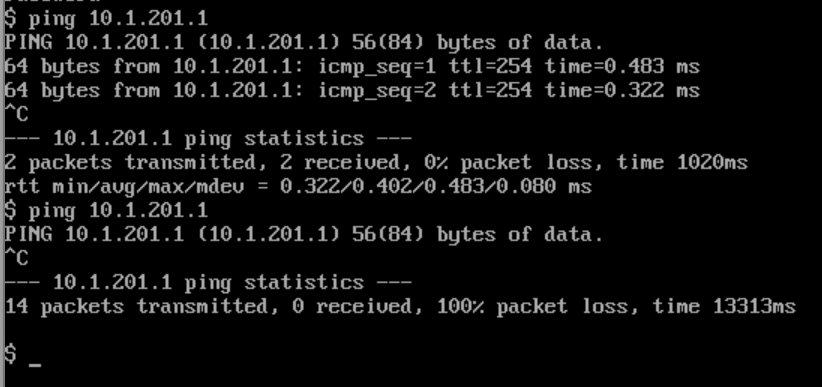 $ ping 10.1.201.1
PING 10.1.201.1 (10.1.201.1) 56(84) bytes of data.
64 bytes from 10.1.201.1: icmp_seq=1 ttl=254 time=0.483 ms
64 bytes from 10.1.201.1: icmp_seq=2 ttl=254 time=0.322 ms
^C
--- 10.1.201.1 ping statistics ---
2 packets transmitted, 2 received, 0% packet loss, time 1020ms
rtt min/avg/max/mdev = 0.322/0.402/0.483/0.080 ms
$ ping 10.1.201.1
PING 10.1.201.1 (10.1.201.1) 56(84) bytes of data.
^C
--- 10.1.201.1 ping statistics ---
14 packets transmitted, 0 received, 100% packet loss, time 13313ms
$ _